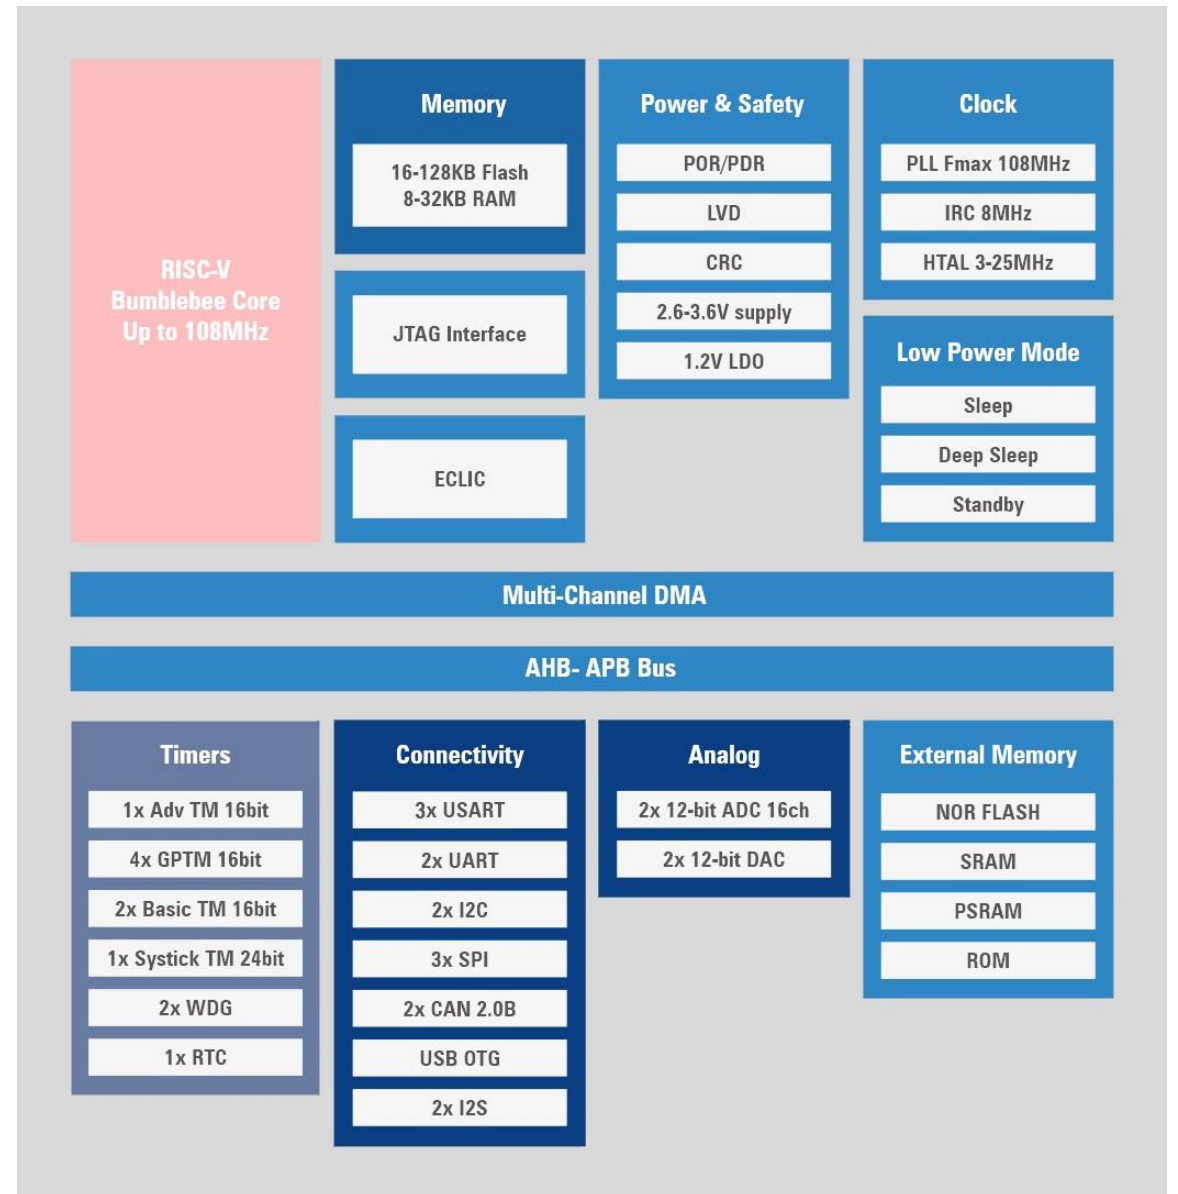 RISC-V
Bumblebee Core
Up to 108MHz
Memory
16-128KB Flash
8-32KB RAM
JTAG Interface
ECLIC
Power & Safety
POR/PDR
LVD
CRC
2.6-3.6V supply
1.2V LDO
Clock
PLL Fmax 108MHz
IRC 8MHz
HTAL 3-25MHz
Low Power Mode
Sleep
Deep Sleep
Standby
Multi-Channel DMA
AHB- APB Bus
Timers
1x Adv TM 16bit
4x GPTM 16bit
2x Basic TM 16bit
1x Systick TM 24bit
2x WDG
1x RTC
Connectivity
3x USART
2x UART
2x I2C
3x SPI
2x CAN 2.0B
USB OTG
2x I2S
Analog
2x 12-bit ADC 16ch
2x 12-bit DAC
External Memory
NOR FLASH
SRAM
PSRAM
ROM